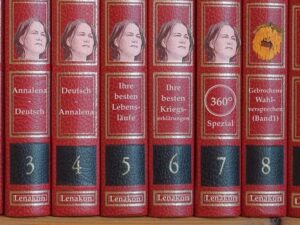 Annalena
-
Deutsch
3
Lenakon
Deutsch
-
Annalena
4
Lenakon
Ihre
besten
Lebens-
läufe
5
Lenakon
Ihre
besten
Kriegs-
erklärungen
6
Lenakon
360°
Spezial
7
Lenakon
Gebrochene
Wahl-
versprechen
(Band1)
8
Lenakon